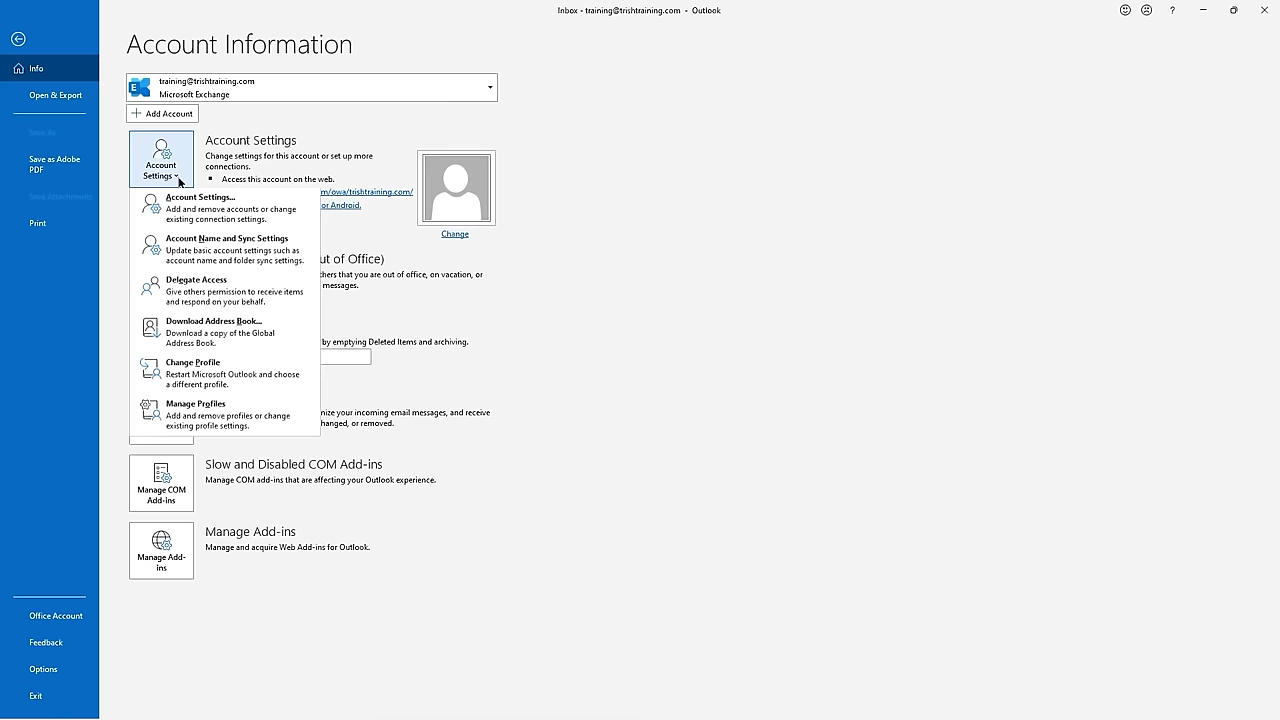 Inbox - training@trishtraining.com - Outlook
?
Account Information
Info
Open & Export
Save As
Save as Adobe
PDF
Save Attachments
Print
Office Account
Feedback
Options
Exit
E
training@trishtraining.com
Microsoft Exchange
Add Account
Account
Settings
Account Settings
Change settings for this account or set up more
connections.
Access this account on the web.
m/owa/trishtraining.com/
or Android.
Change
Account Settings...
Add and remove accounts or change
existing connection settings.
Account Name and Sync Settings
Update basic account settings such as
account name and folder sync settings.
Delegate Access
Give others permission to receive items
and respond on your behalf.
Download Address Book...
Download a copy of the Global
Address Book.
Change Profile
Restart Microsoft Outlook and choose
a different profile.
Manage Profiles
Add and remove profiles or change
existing profile settings.
ut of Office)
thers that you are out of office, on vacation, or
messages.
by emptying Deleted Items and archiving.
nize your incoming email messages, and receive
hanged, or removed.
Manage COM
Add-ins
Slow and Disabled COM Add-ins
Manage COM add-ins that are affecting your Outlook experience.
Manage Add-
ins
Manage Add-ins
Manage and acquire Web Add-ins for Outlook.